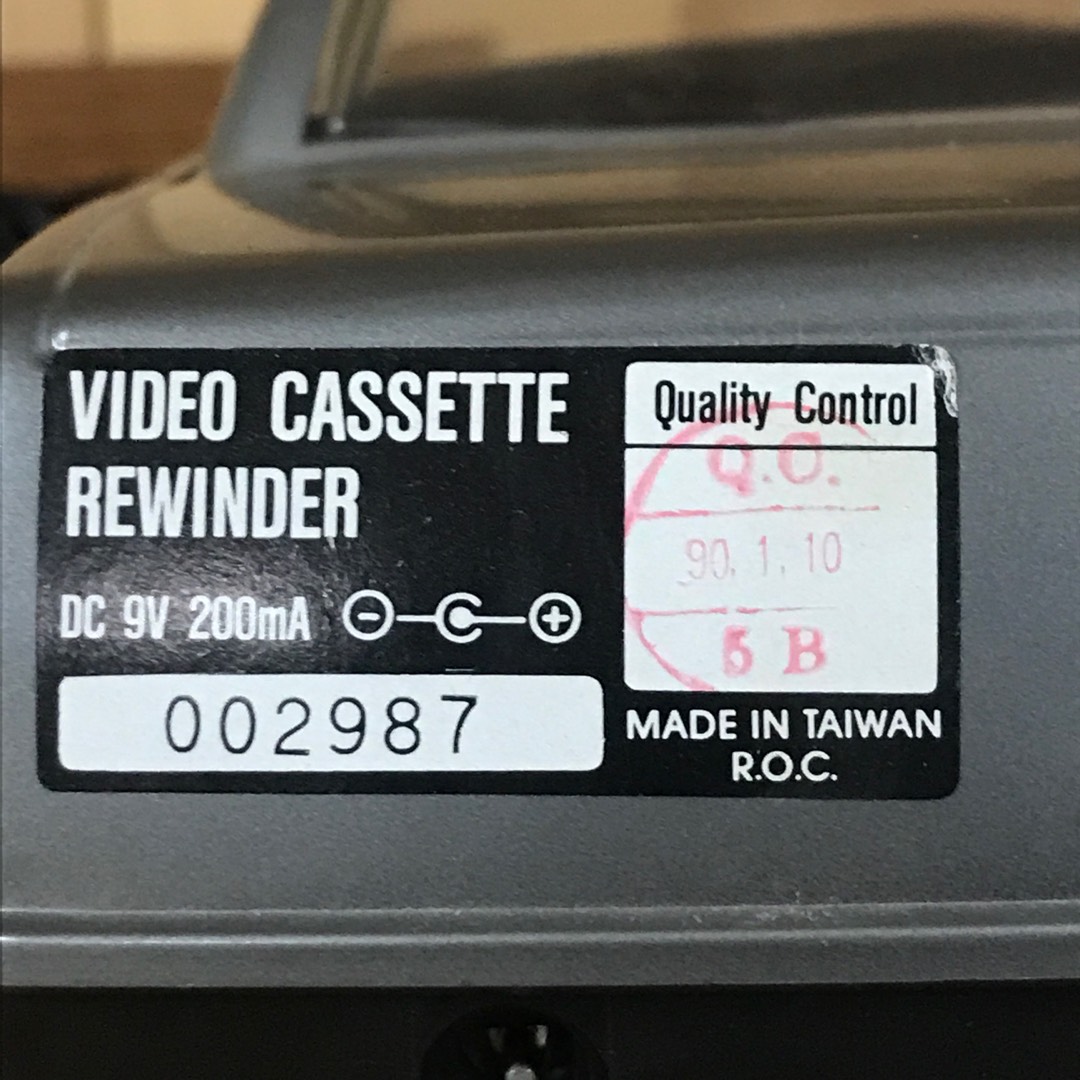 VIDEO CASSETTE
REWINDER
DC 9V 200mA
002987
Quality Control
Q.C.
90. 1. 10
5 B
MADE IN TAIWAN
R.O.C.